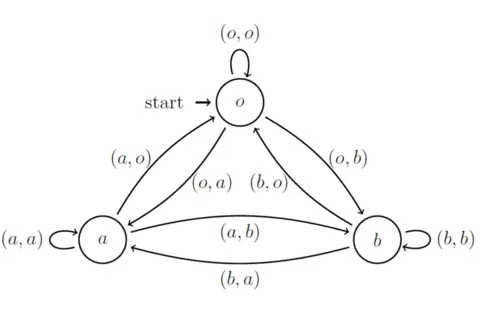 (o, o)
start
o
(a, o)
(o, b)
(o, a)
(b, o)
(a, a)
a
(a, b)
b
(b, b)
(b, a)